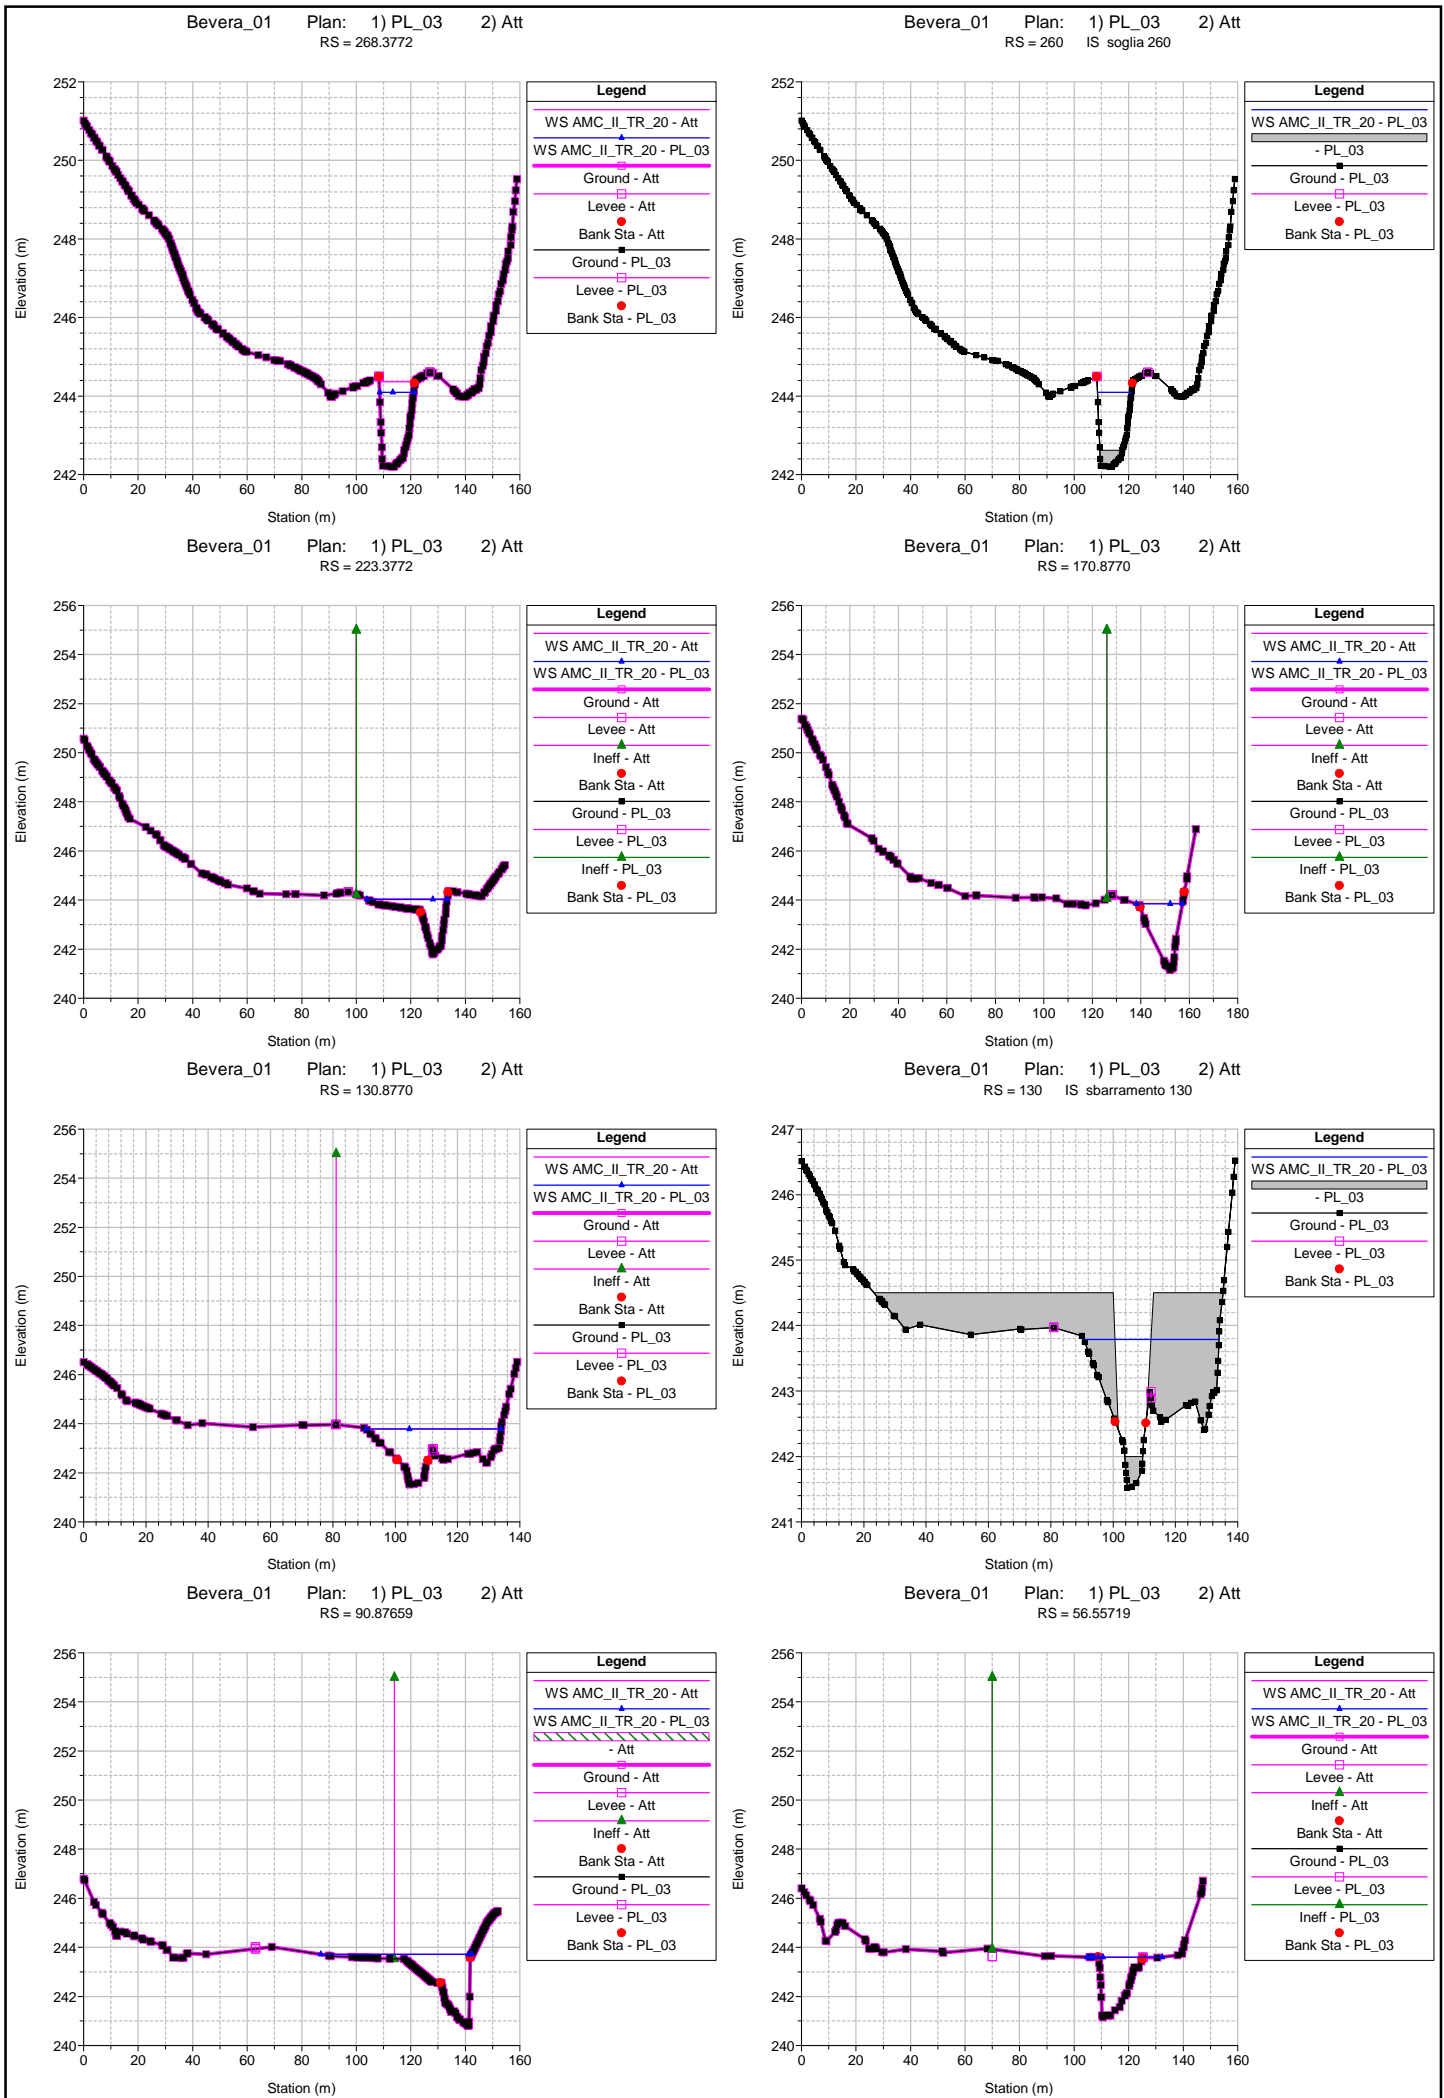 Bevera_01 Plan: 1) PL_03 2) Att
RS = 268.3772
Elevation (m)
252
250
248
246
244
242
0 20 40 60 80 100 120 140 160
Station (m)
Legend
WS AMC_II_TR_20 - Att
WS AMC_II_TR_20 - PL_03
Ground - Att
Levee - Att
Bank Sta - Att
Ground - PL_03
Levee - PL_03
Bank Sta - PL_03
Bevera_01 Plan: 1) PL_03 2) Att
RS = 260 IS soglia 260
Elevation (m)
252
250
248
246
244
242
0 20 40 60 80 100 120 140 160
Station (m)
Legend
WS AMC_II_TR_20 - PL_03
- PL_03
Ground - PL_03
Levee - PL_03
Bank Sta - PL_03
Bevera_01 Plan: 1) PL_03 2) Att
RS = 223.3772
Elevation (m)
256
254
252
250
248
246
244
242
240
0 20 40 60 80 100 120 140 160
Station (m)
Legend
WS AMC_II_TR_20 - Att
WS AMC_II_TR_20 - PL_03
Ground - Att
Levee - Att
Ineff - Att
Bank Sta - Att
Ground - PL_03
Levee - PL_03
Ineff - PL_03
Bank Sta - PL_03
Bevera_01 Plan: 1) PL_03 2) Att
RS = 170.8770
Elevation (m)
256
254
252
250
248
246
244
242
240
0 20 40 60 80 100 120 140 160 180
Station (m)
Legend
WS AMC_II_TR_20 - Att
WS AMC_II_TR_20 - PL_03
Ground - Att
Levee - Att
Ineff - Att
Bank Sta - Att
Ground - PL_03
Levee - PL_03
Ineff - PL_03
Bank Sta - PL_03
Bevera_01 Plan: 1) PL_03 2) Att
RS = 130.8770
Elevation (m)
256
254
252
250
248
246
244
242
240
0 20 40 60 80 100 120 140
Station (m)
Legend
WS AMC_II_TR_20 - Att
WS AMC_II_TR_20 - PL_03
Ground - Att
Levee - Att
Ineff - Att
Bank Sta - Att
Ground - PL_03
Levee - PL_03
Bank Sta - PL_03
Bevera_01 Plan: 1) PL_03 2) Att
RS = 130 IS sbarramento 130
Elevation (m)
247
246
245
244
243
242
241
0 20 40 60 80 100 120 140
Station (m)
Legend
WS AMC_II_TR_20 - PL_03
- PL_03
Ground - PL_03
Levee - PL_03
Bank Sta - PL_03
Bevera_01 Plan: 1) PL_03 2) Att
RS = 90.87659
Elevation (m)
256
254
252
250
248
246
244
242
240
0 20 40 60 80 100 120 140 160
Station (m)
Legend
WS AMC_II_TR_20 - Att
WS AMC_II_TR_20 - PL_03
- Att
Ground - Att
Levee - Att
Ineff - Att
Bank Sta - Att
Ground - PL_03
Levee - PL_03
Bank Sta - PL_03
Bevera_01 Plan: 1) PL_03 2) Att
RS = 56.55719
Elevation (m)
256
254
252
250
248
246
244
242
240
0 20 40 60 80 100 120 140 160
Station (m)
Legend
WS AMC_II_TR_20 - Att
WS AMC_II_TR_20 - PL_03
Ground - Att
Levee - Att
Ineff - Att
Bank Sta - Att
Ground - PL_03
Levee - PL_03
Ineff - PL_03
Bank Sta - PL_03